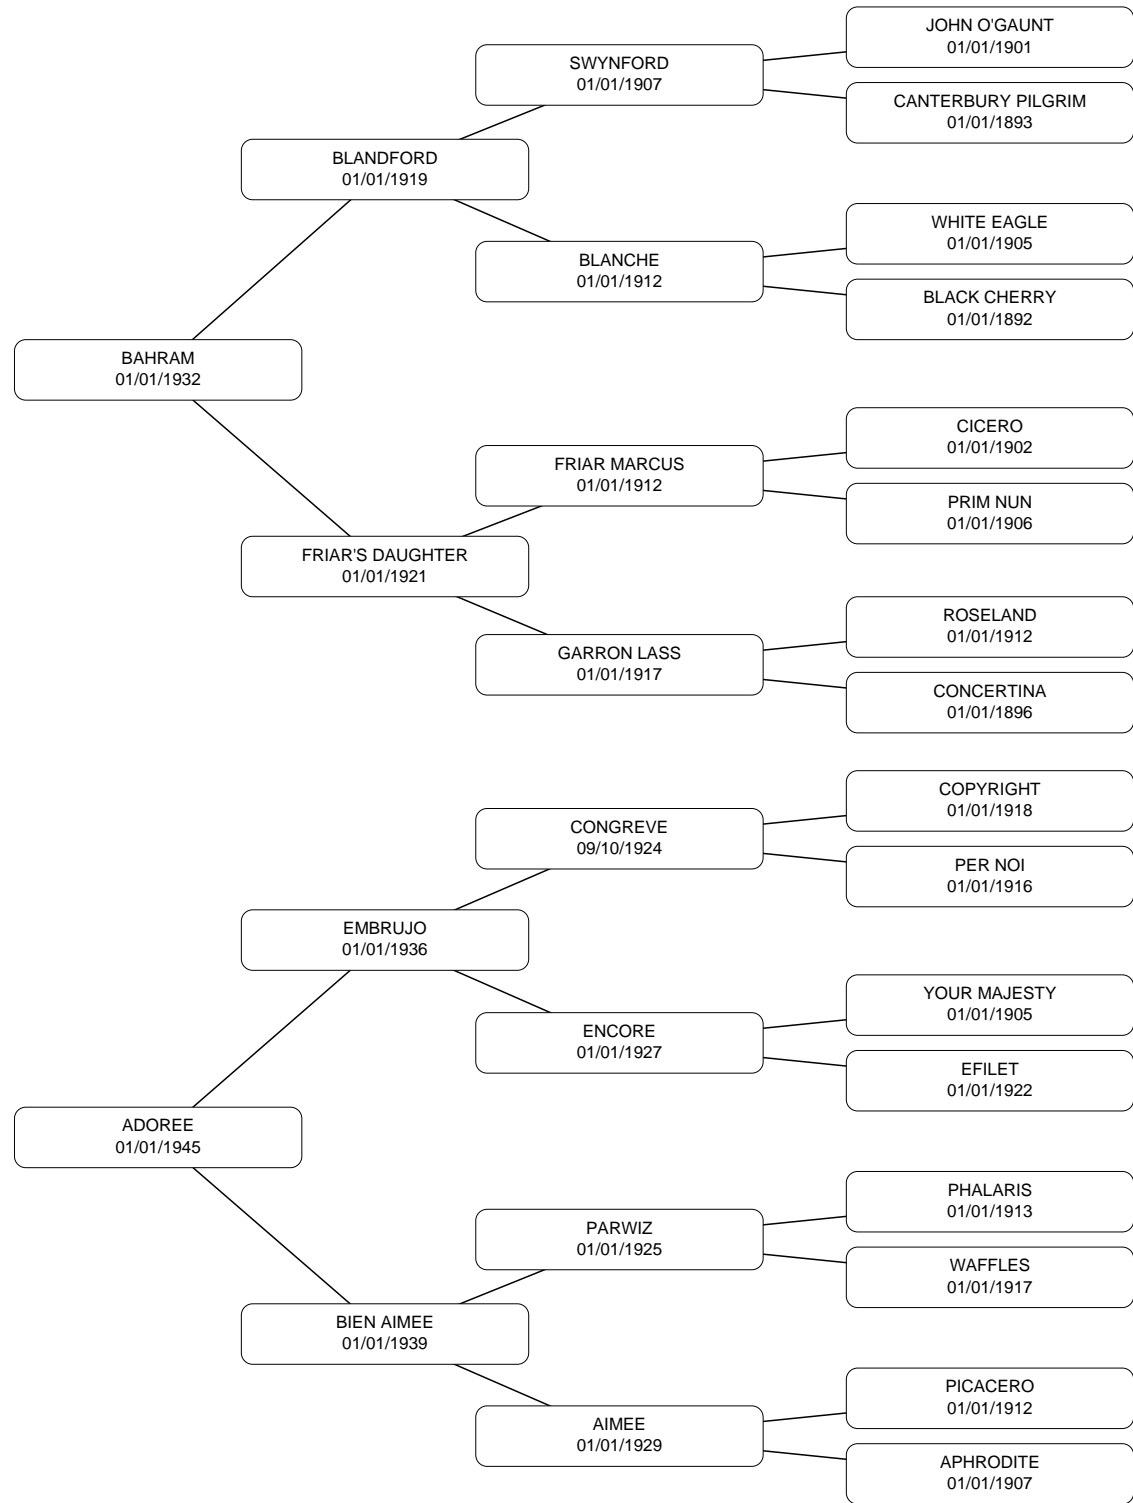 JOHN O'GAUNT
01/01/1901
SWYNFORD
01/01/1907
CANTERBURY PILGRIM
01/01/1893
BLANDFORD
01/01/1919
WHITE EAGLE
01/01/1905
BLANCHE
01/01/1912
BLACK CHERRY
01/01/1892
BAHRAM
01/01/1932
CICERO
01/01/1902
FRIAR MARCUS
01/01/1912
PRIM NUN
01/01/1906
FRIAR'S DAUGHTER
01/01/1921
ROSELAND
01/01/1912
GARRON LASS
01/01/1917
CONCERTINA
01/01/1896
COPYRIGHT
01/01/1918
CONGREVE
09/10/1924
PER NOI
01/01/1916
EMBRUJO
01/01/1936
YOUR MAJESTY
01/01/1905
ENCORE
01/01/1927
EFILET
01/01/1922
ADOREE
01/01/1945
PHALARIS
01/01/1913
PARWIZ
01/01/1925
WAFFLES
01/01/1917
BIEN AIMEE
01/01/1939
PICACERO
01/01/1912
AIMEE
01/01/1929
APHRODITE
01/01/1907